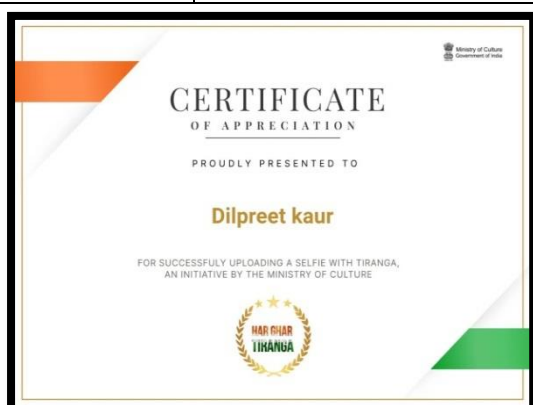 Ministry of Culture
Government of India
CERTIFICATE
OF APPRECIATION
PROUDLY PRESENTED TO
Dilpreet kaur
FOR SUCCESSFULY UPLOADING A SELFIE WITH TIRANGA,
AN INITIATIVE BY THE MINISTRY OF CULTURE
HAR GHAR
TIRANGA